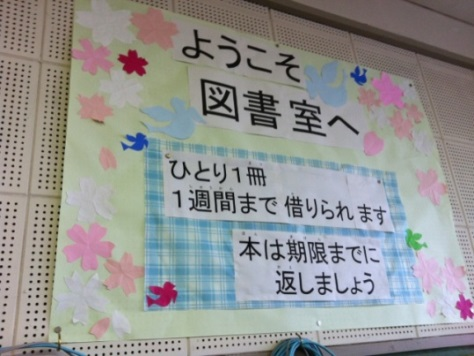 ようこそ
図書室へ
ひとり1冊
1週間まで 借りられます
本は期限までに
返しましょう